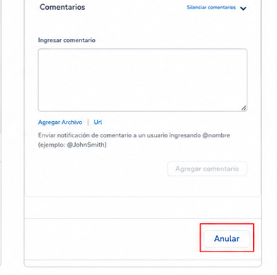 Comentarios Silenciar comentarios
Ingresar comentario
Agregar Archivo | Url
Enviar notificación de comentario a un usuario ingresando @nombre
(ejemplo: @JohnSmith)
Agregar comentario
Anular